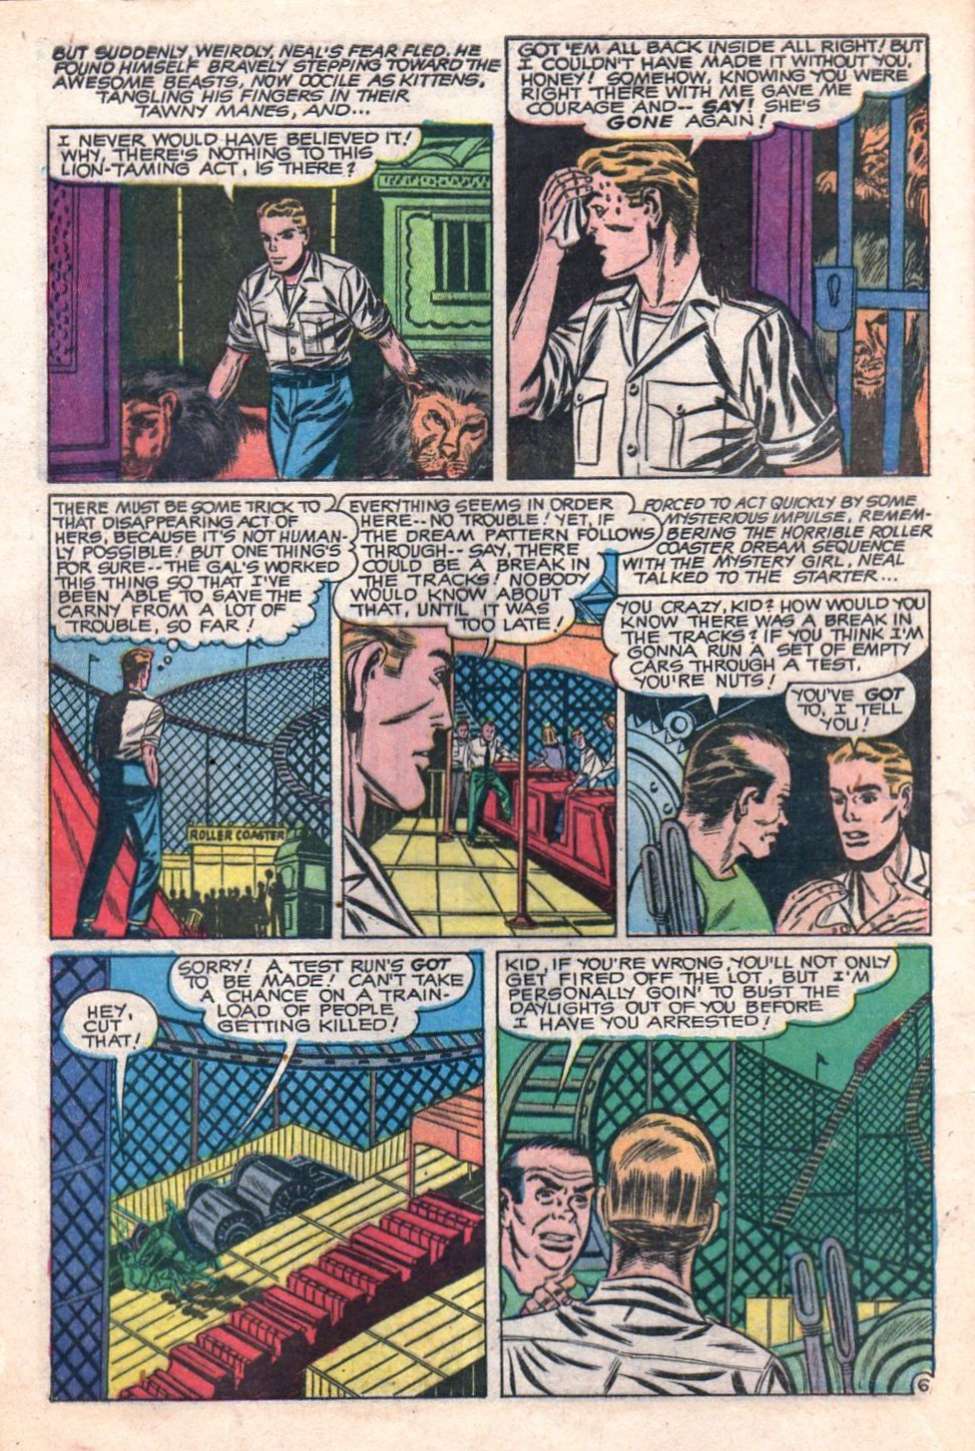 BUT SUDDENLY, WEIRDLY, NEAL'S FEAR FLED. HE
FOUND HIMSELF BRAVELY STEPPING TOWARD THE
AWESOME BEASTS, NOW DOCILE AS KITTENS,
TANGLING HIS FINGERS IN THEIR
TAWNY MANES, AND...
I NEVER WOULD HAVE BELIEVED IT!
WHY, THERE'S NOTHING TO THIS
LION-TAMING ACT, IS THERE?
GOT 'EM ALL BACK INSIDE ALL RIGHT! BUT
I COULDN'T HAVE MADE IT WITHOUT YOU,
HONEY! SOMEHOW, KNOWING YOU WERE
RIGHT THERE WITH ME GAVE ME
COURAGE AND-- SAY! SHE'S
GONE AGAIN!
THERE MUST BE SOME TRICK TO
THAT DISAPPEARING ACT OF
HERS, BECAUSE IT'S NOT HUMAN-
LY POSSIBLE! BUT ONE THING'S
FOR SURE-- THE GAL'S WORKED
THIS THING SO THAT I'VE
BEEN ABLE TO SAVE THE
CARNY FROM A LOT OF
TROUBLE, SO FAR!
ROLLER COASTER
EVERYTHING SEEMS IN ORDER
HERE-- NO TROUBLE! YET, IF
THE DREAM PATTERN FOLLOWS
THROUGH-- SAY, THERE
COULD BE A BREAK IN
THE TRACKS! NOBODY
WOULD KNOW ABOUT
THAT, UNTIL IT WAS
TOO LATE!
FORCED TO ACT QUICKLY BY SOME
MYSTERIOUS IMPULSE, REMEM-
BERING THE HORRIBLE ROLLER
COASTER DREAM SEQUENCE
WITH THE MYSTERY GIRL, NEAL
TALKED TO THE STARTER...
YOU CRAZY, KID? HOW WOULD YOU
KNOW THERE WAS A BREAK IN
THE TRACKS? IF YOU THINK I'M
GONNA RUN A SET OF EMPTY
CARS THROUGH A TEST,
YOU'RE NUTS!
YOU'VE GOT
TO, I TELL
YOU!
HEY,
CUT
THAT!
SORRY! A TEST RUN'S GOT
TO BE MADE! CAN'T TAKE
A CHANCE ON A TRAIN-
LOAD OF PEOPLE
GETTING KILLED!
KID, IF YOU'RE WRONG, YOU'LL NOT ONLY
GET FIRED OFF THE LOT, BUT I'M
PERSONALLY GOIN' TO BUST THE
DAYLIGHTS OUT OF YOU BEFORE
I HAVE YOU ARRESTED!
6